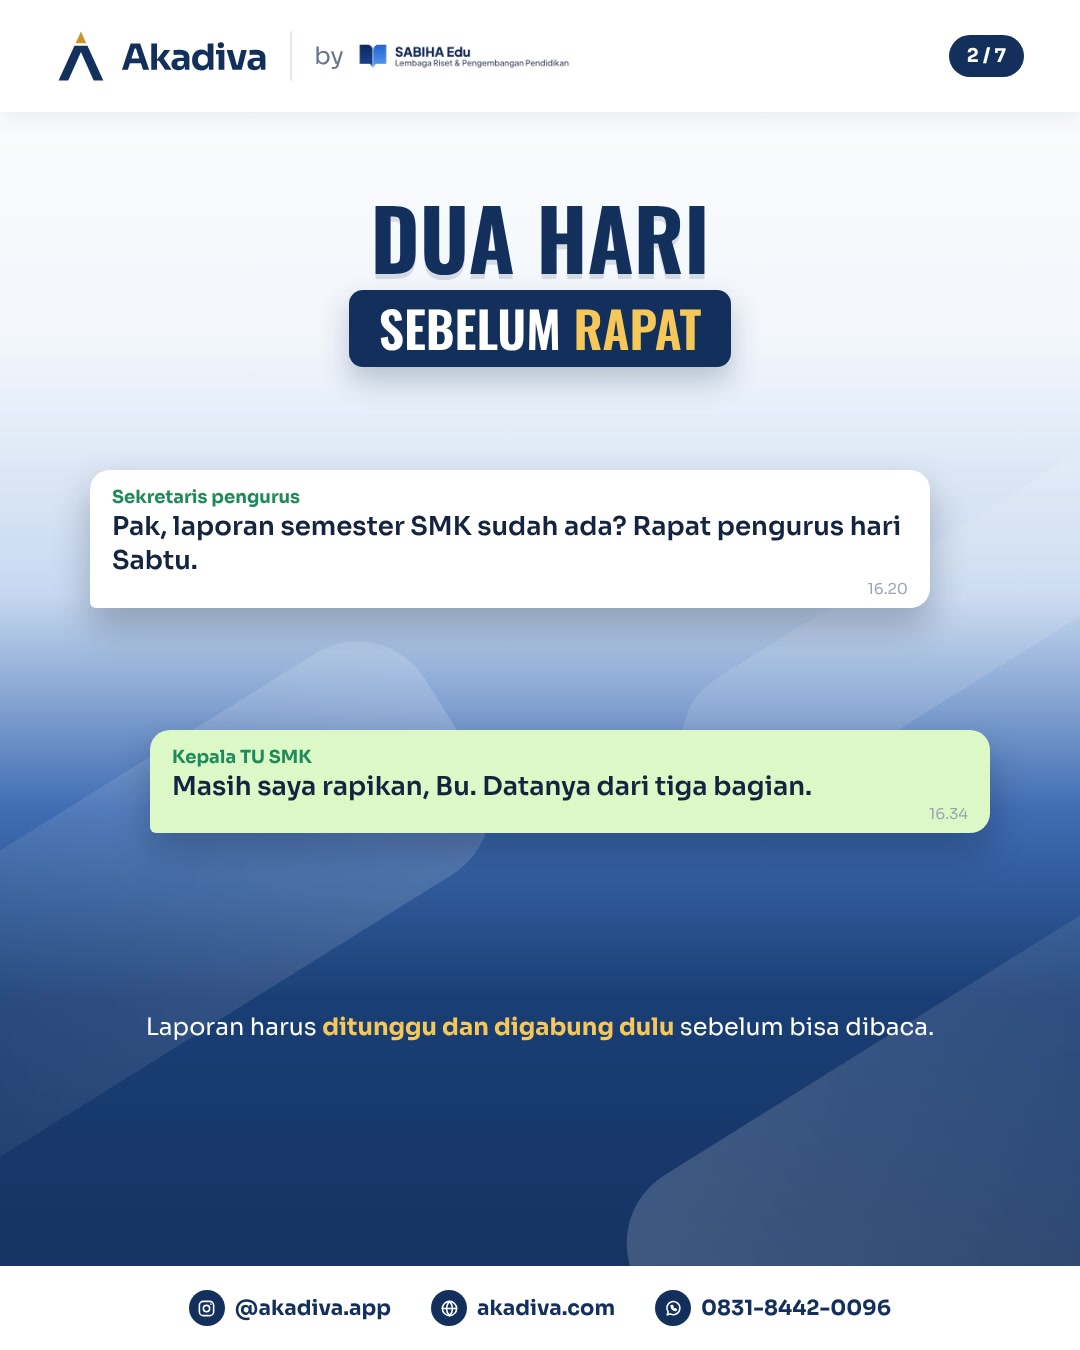 Akadiva
by
SABIHA Edu
Lembaga Riset & Pengembangan Pendidikan
2 / 7
DUA HARI
SEBELUM RAPAT
Sekretaris pengurus
Pak, laporan semester SMK sudah ada? Rapat pengurus hari
Sabtu.
16.20
Kepala TU SMK
Masih saya rapikan, Bu. Datanya dari tiga bagian.
16.34
Laporan harus ditunggu dan digabung dulu sebelum bisa dibaca.
@akadiva.app
akadiva.com
0831-8442-0096